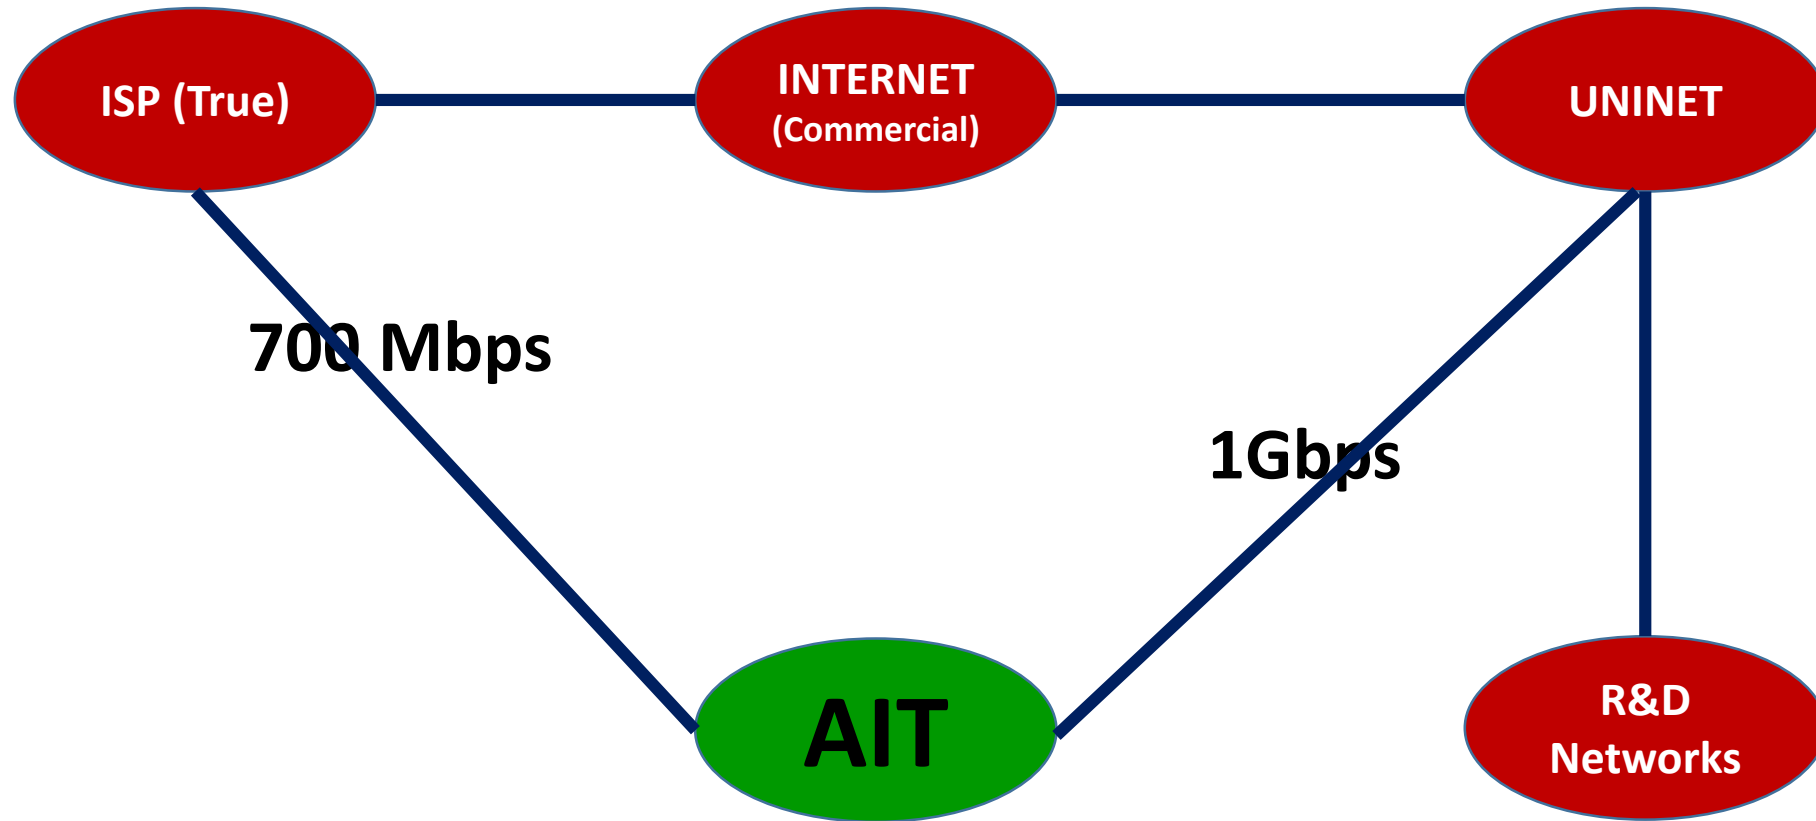 ISP (True)
INTERNET
(Commercial)
UNINET
700 Mbps
1Gbps
AIT
R&D
Networks